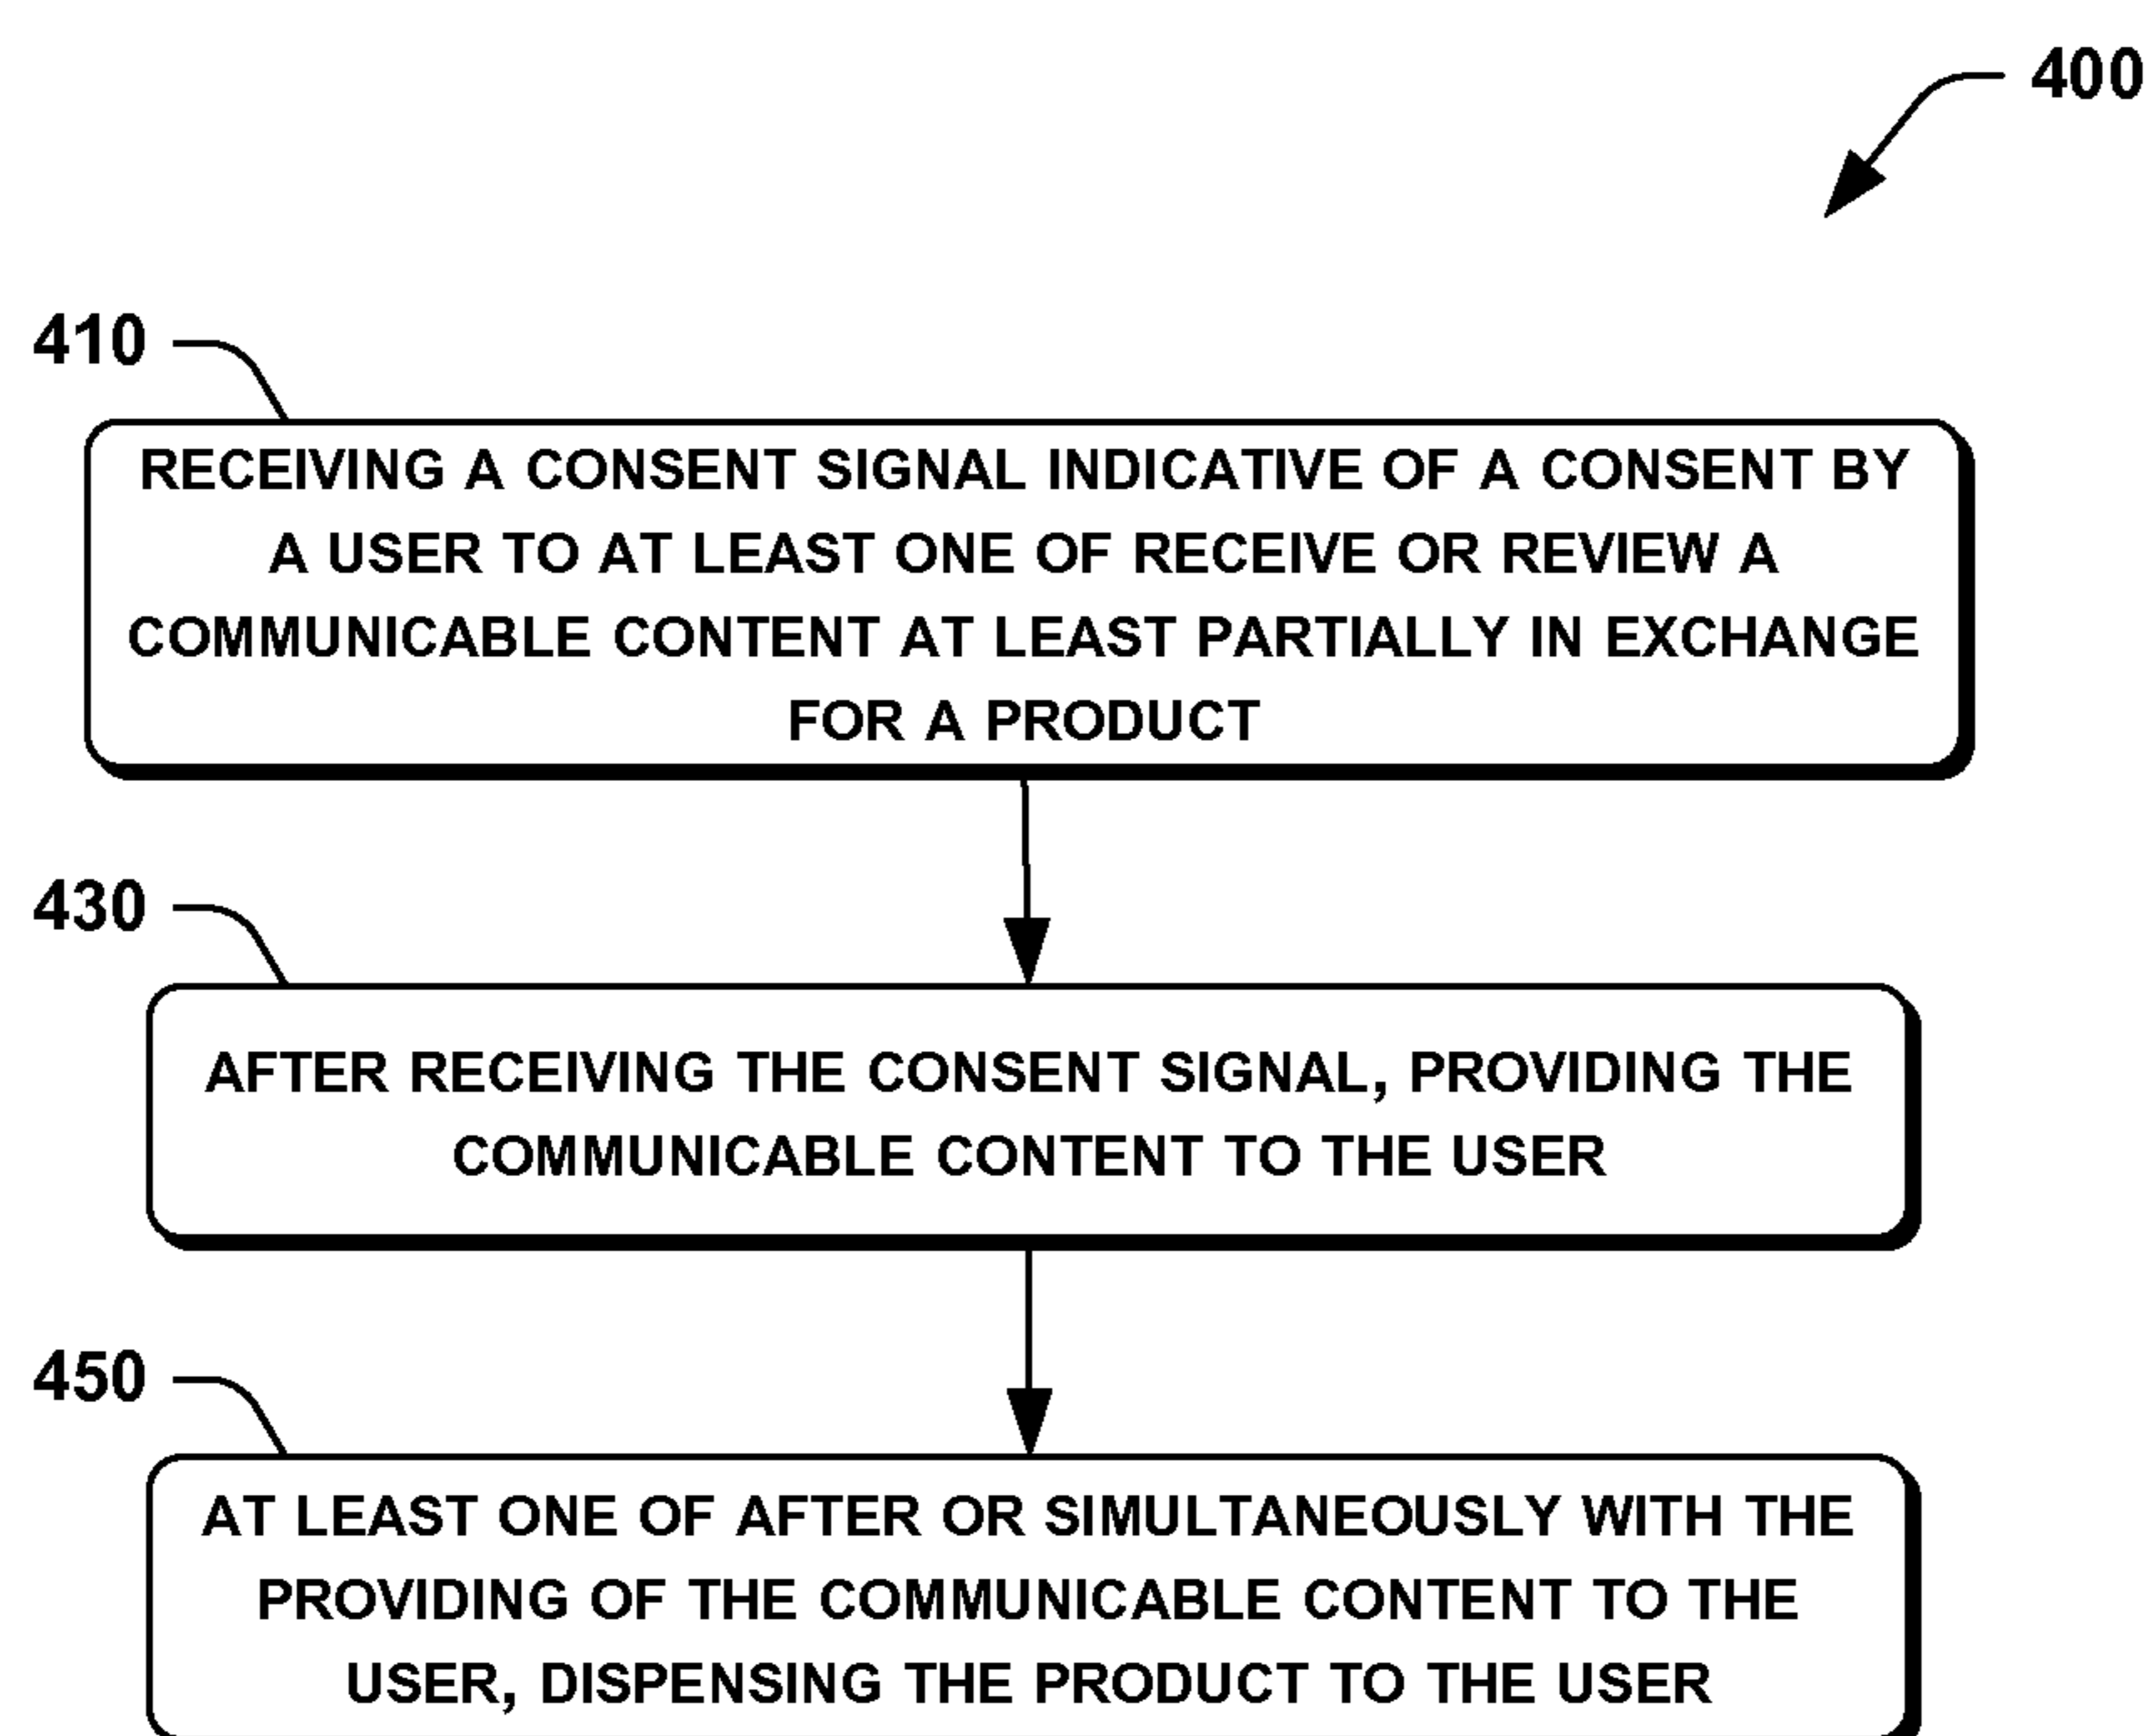 400
410
RECEIVING A CONSENT SIGNAL INDICATIVE OF A CONSENT BY
A USER TO AT LEAST ONE OF RECEIVE OR REVIEW A
COMMUNICABLE CONTENT AT LEAST PARTIALLY IN EXCHANGE
FOR A PRODUCT
430
AFTER RECEIVING THE CONSENT SIGNAL, PROVIDING THE
COMMUNICABLE CONTENT TO THE USER
450
AT LEAST ONE OF AFTER OR SIMULTANEOUSLY WITH THE
PROVIDING OF THE COMMUNICABLE CONTENT TO THE
USER, DISPENSING THE PRODUCT TO THE USER